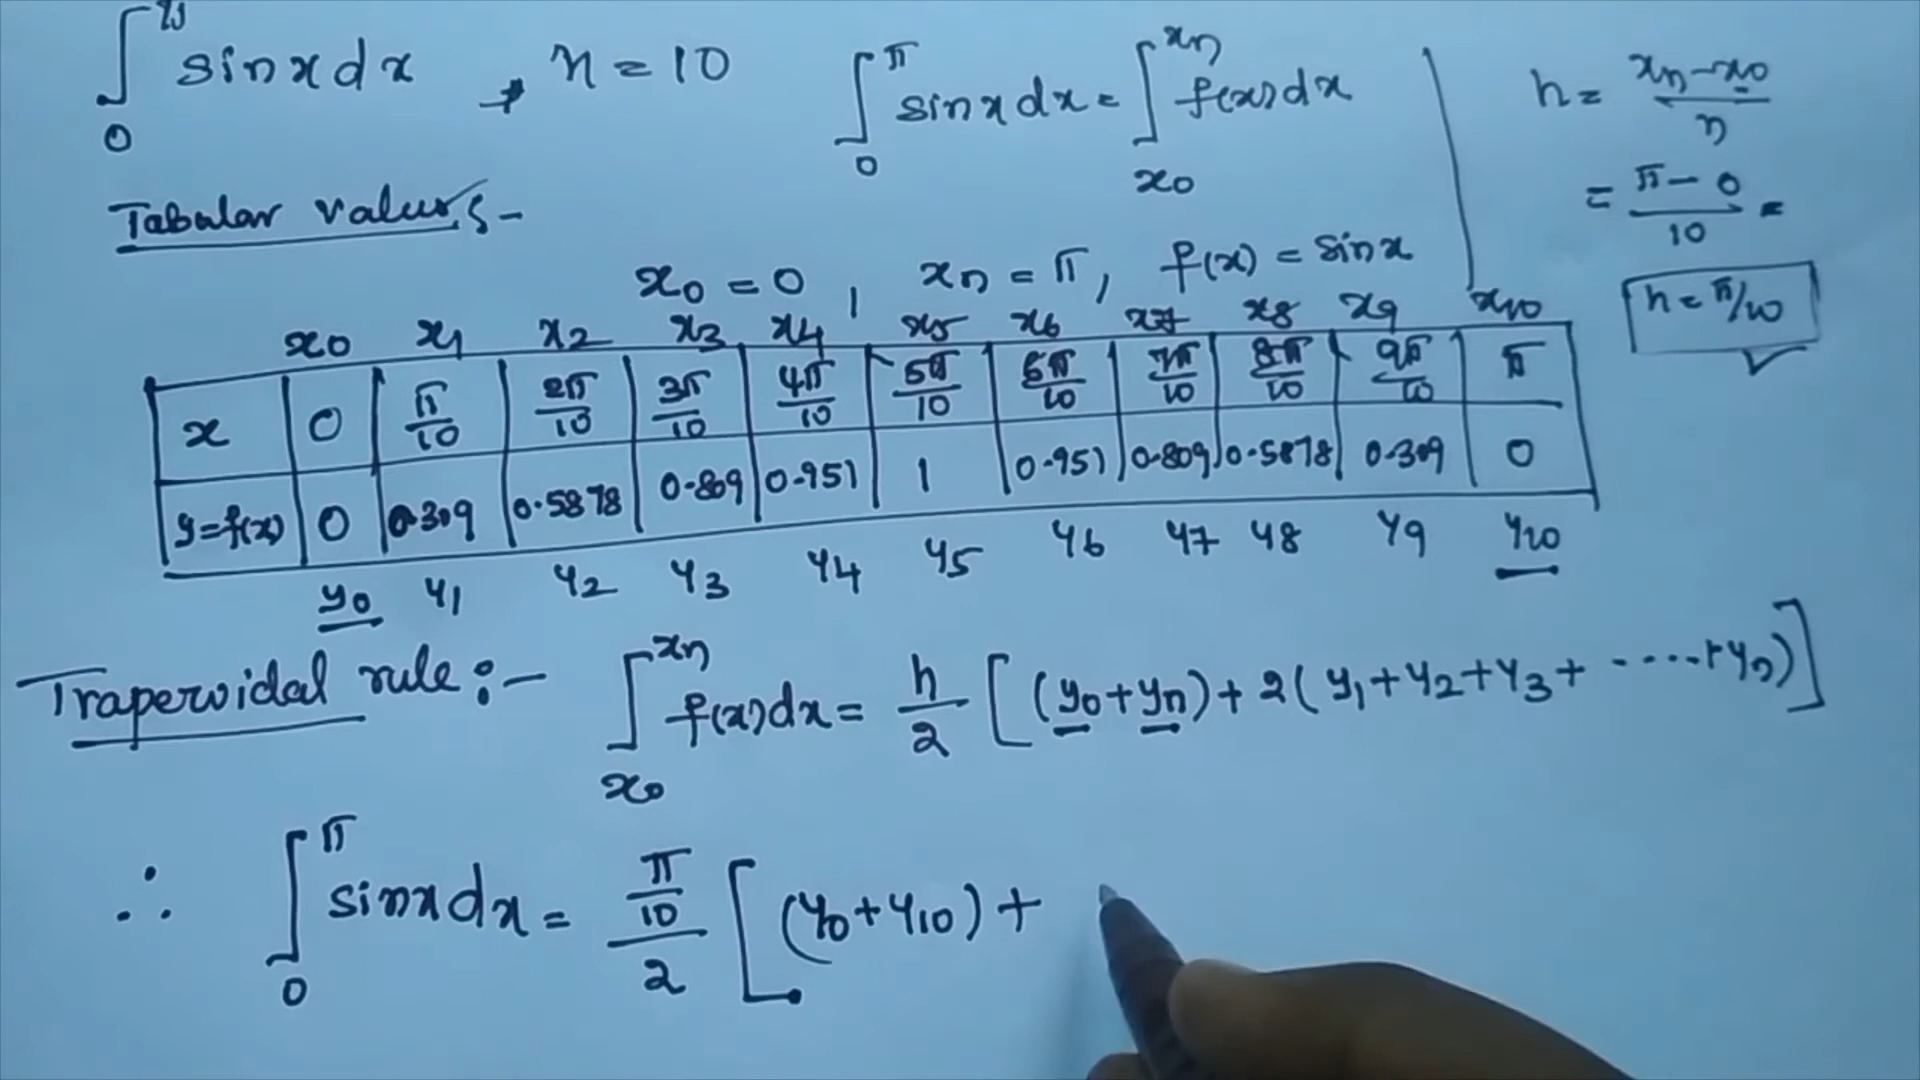 ∫₀^π sinx dx , n = 10
∫₀^π sinx dx = ∫ₓ₀^xn f(x) dx
h = (xn - x0)/n
= (π - 0)/10 =
h = π/10
Tabular values :-
x0 = 0 , xn = π , f(x) = sinx
x0 x1 x2 x3 x4 x5 x6 x7 x8 x9 x10
x 0 π/10 2π/10 3π/10 4π/10 5π/10 6π/10 7π/10 8π/10 9π/10 π
y=f(x) 0 0.309 0.5878 0.809 0.951 1 0.951 0.809 0.5878 0.309 0
y0 y1 y2 y3 y4 y5 y6 y7 y8 y9 y10
Trapezoidal rule :- ∫ₓ₀^xn f(x) dx = h/2 [(y0 + yn) + 2(y1 + y2 + y3 + ..... + yn)]
∴ ∫₀^π sinx dx = (π/10)/2 [(y0 + y10) +